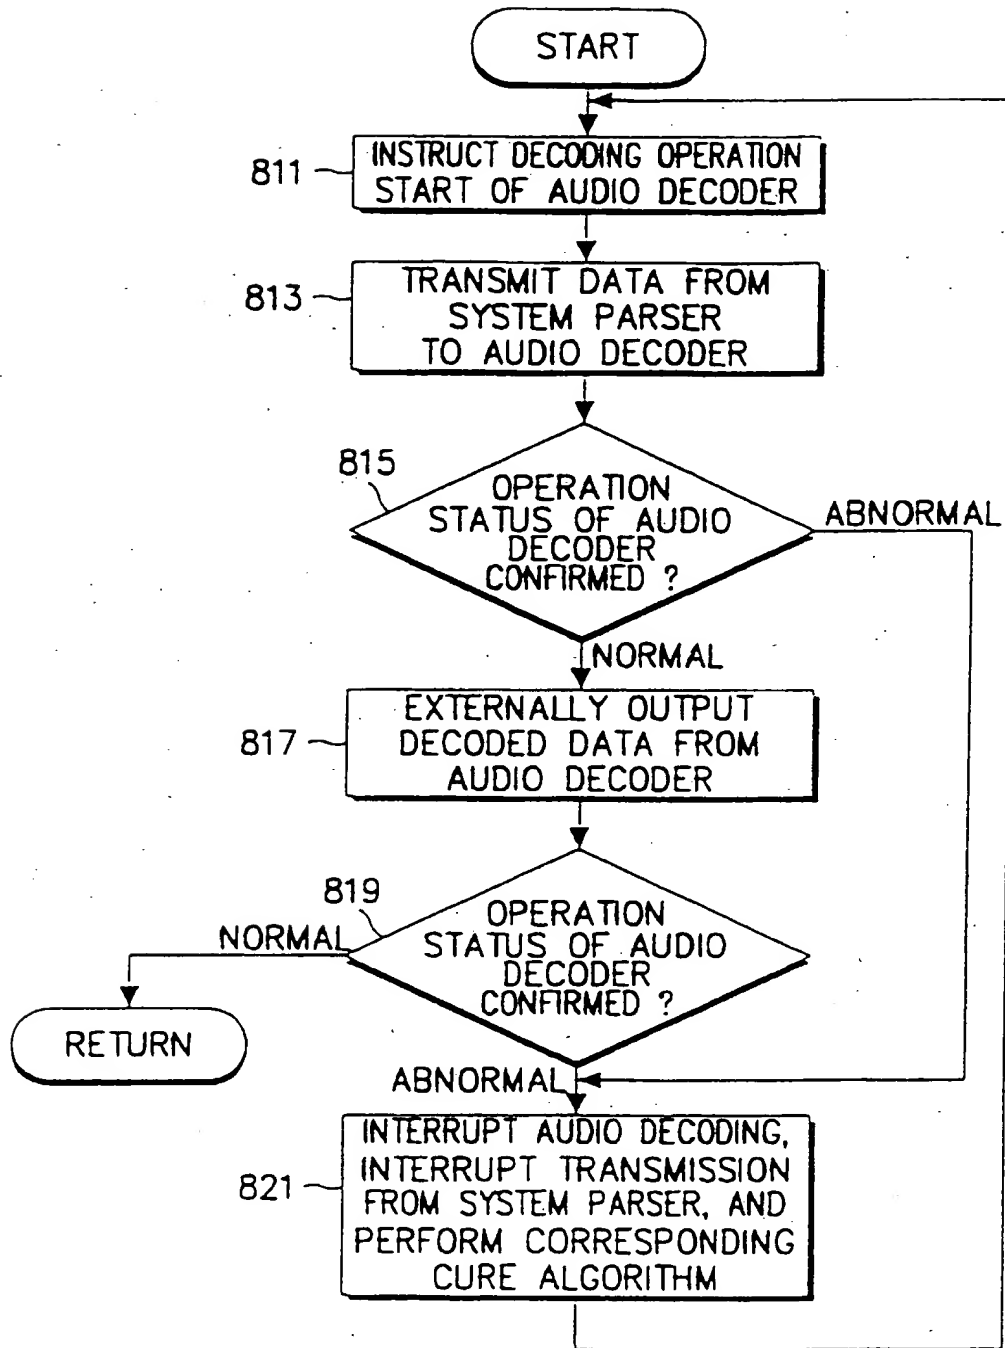 START
811
INSTRUCT DECODING OPERATION
START OF AUDIO DECODER
813
TRANSMIT DATA FROM
SYSTEM PARSER
TO AUDIO DECODER
815
OPERATION
STATUS OF AUDIO
DECODER
CONFIRMED ?
ABNORMAL
NORMAL
817
EXTERNALLY OUTPUT
DECODED DATA FROM
AUDIO DECODER
819
OPERATION
STATUS OF AUDIO
DECODER
CONFIRMED ?
NORMAL
RETURN
ABNORMAL
821
INTERRUPT AUDIO DECODING,
INTERRUPT TRANSMISSION
FROM SYSTEM PARSER, AND
PERFORM CORRESPONDING
CURE ALGORITHM